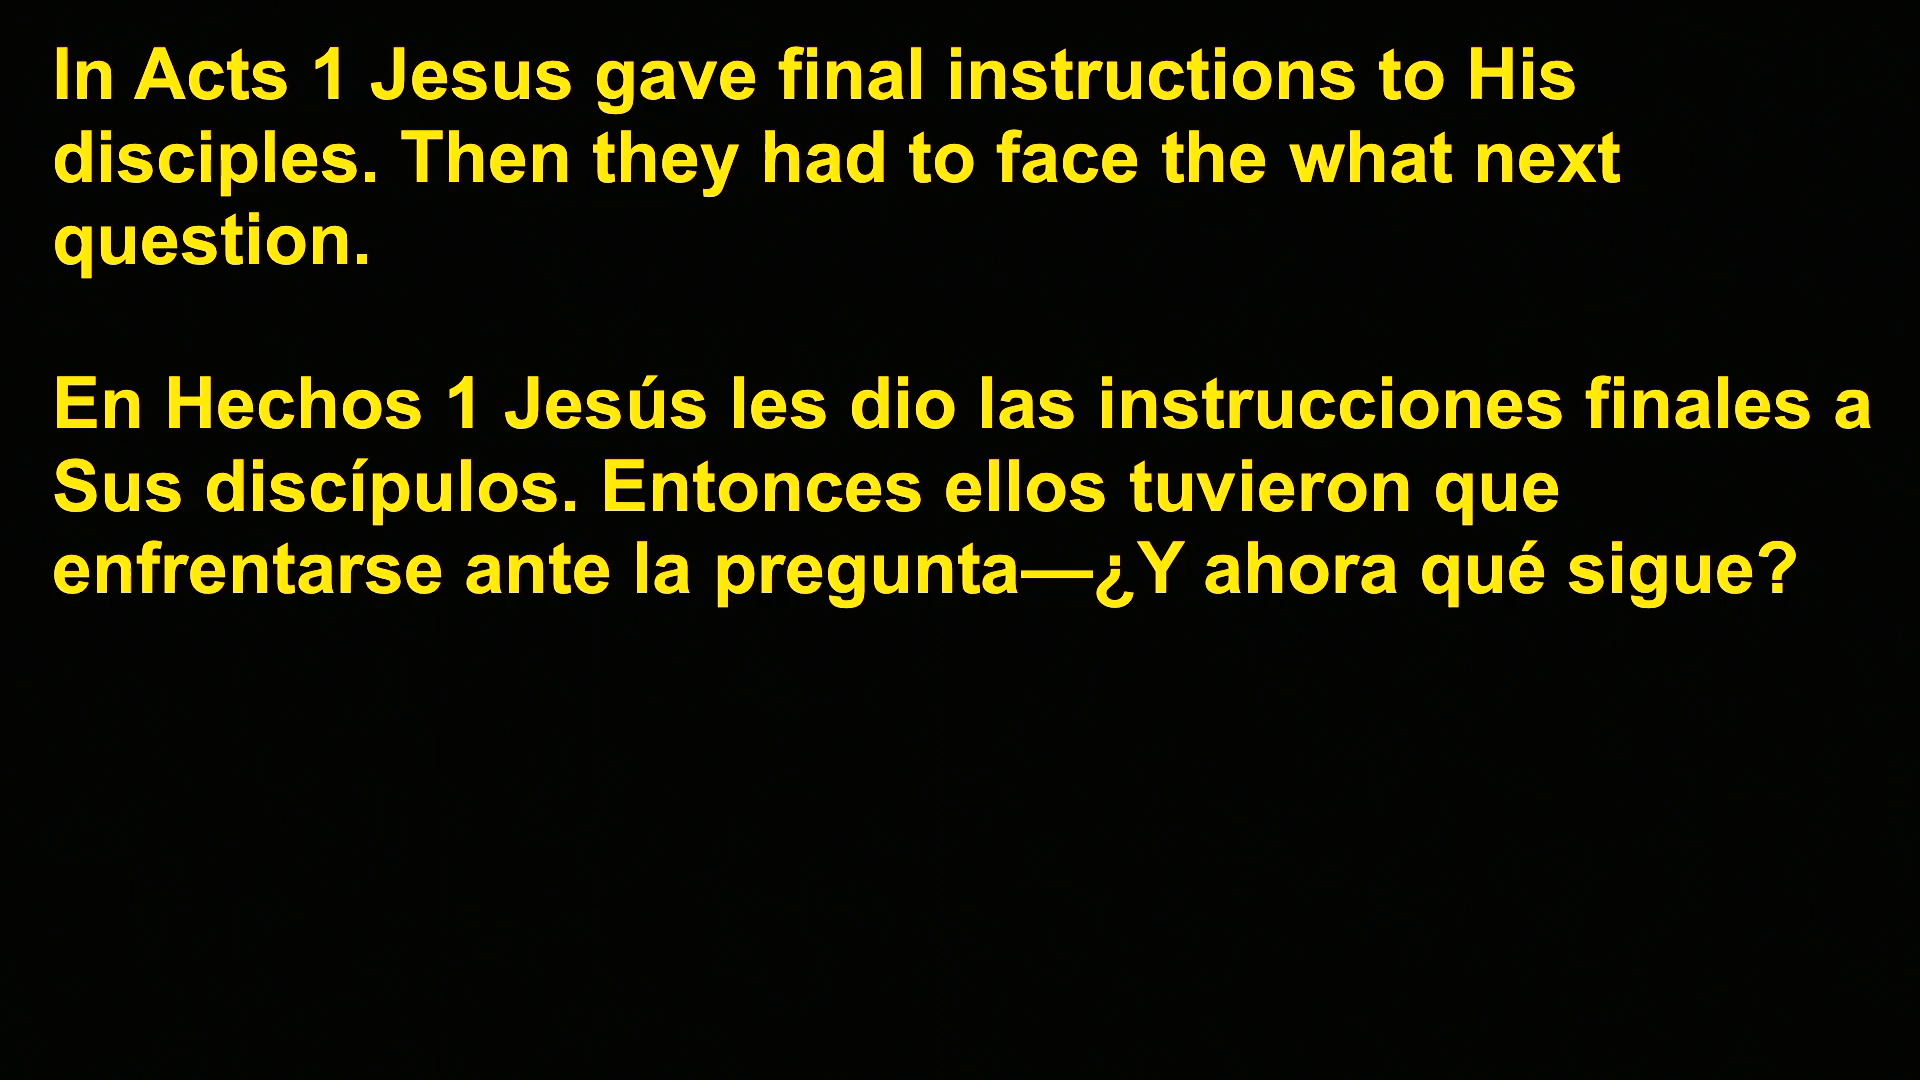 In Acts 1 Jesus gave final instructions to His
disciples. Then they had to face the what next
question.
En Hechos 1 Jesús les dio las instrucciones finales a
Sus discípulos. Entonces ellos tuvieron que
enfrentarse ante la pregunta—¿Y ahora qué sigue?